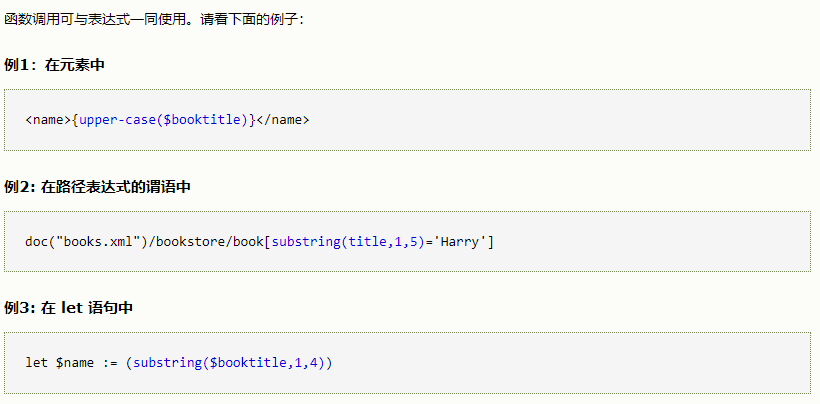 函数调用可与表达式一同使用。请看下面的例子：
例1：在元素中
<name>{upper-case($booktitle)}</name>
例2: 在路径表达式的谓语中
doc("books.xml")/bookstore/book[substring(title,1,5)='Harry']
例3: 在 let 语句中
let $name := (substring($booktitle,1,4))